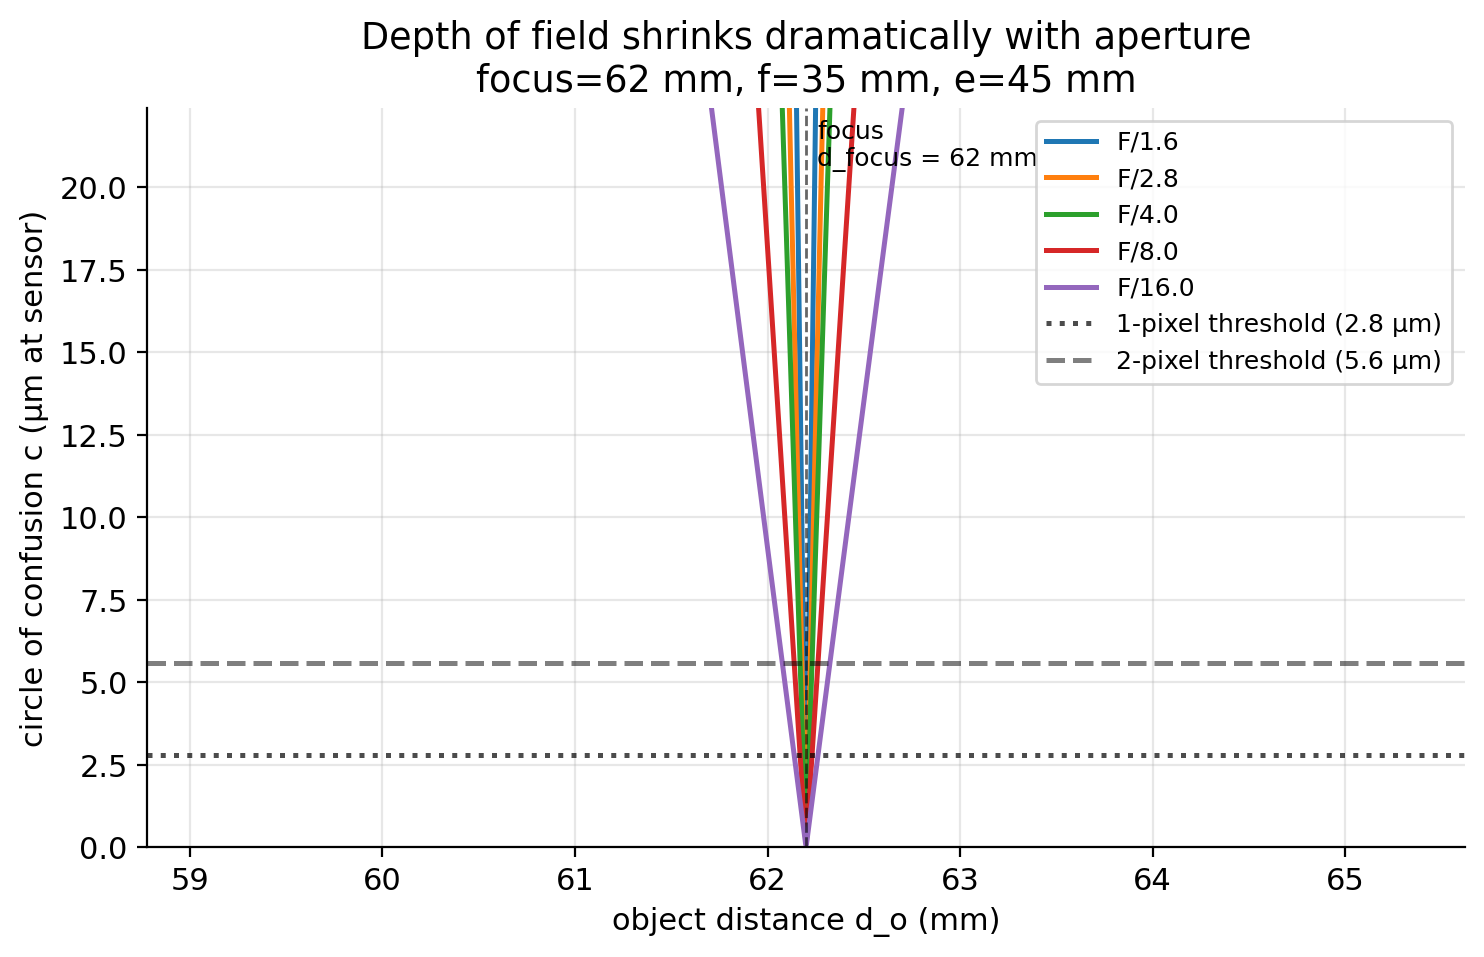 Depth of field shrinks dramatically with aperture
focus=62 mm, f=35 mm, e=45 mm
focus
d_focus = 62 mm
F/1.6
F/2.8
F/4.0
F/8.0
F/16.0
1-pixel threshold (2.8 µm)
2-pixel threshold (5.6 µm)
circle of confusion c (µm at sensor)
20.0
17.5
15.0
12.5
10.0
7.5
5.0
2.5
0.0
59 60 61 62 63 64 65
object distance d_o (mm)